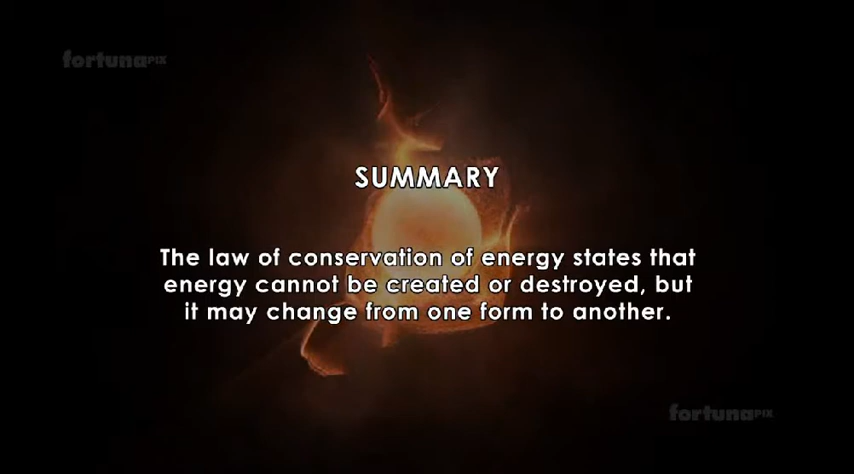 fortunaPIX
SUMMARY
The law of conservation of energy states that
energy cannot be created or destroyed, but
it may change from one form to another.
fortunaPIX